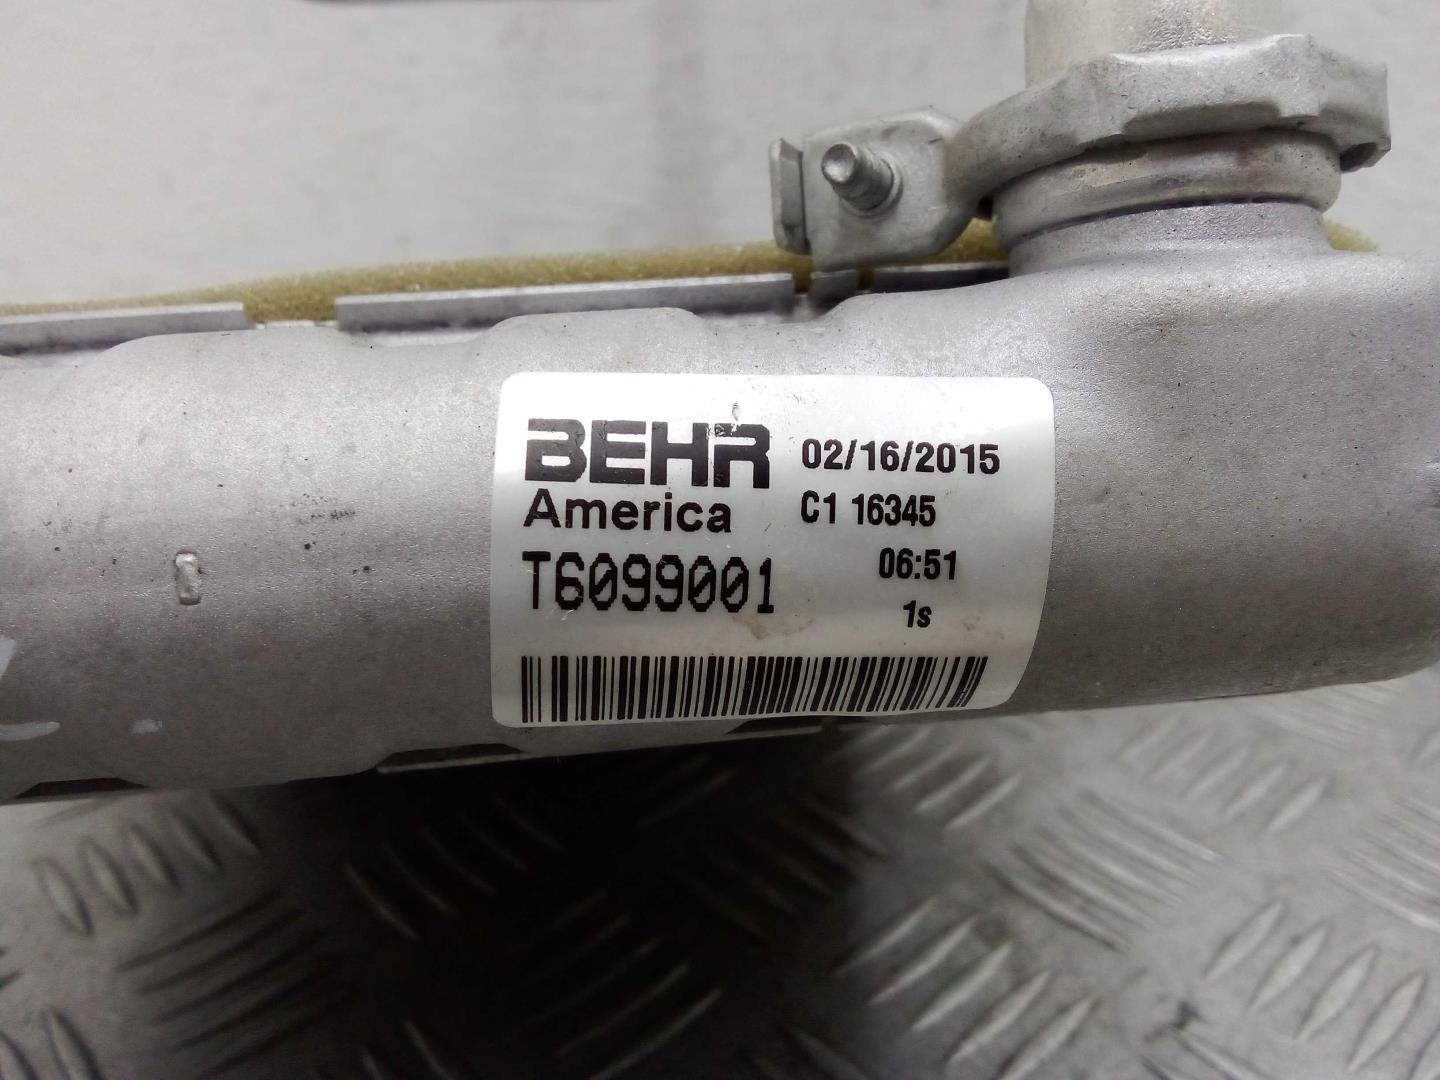 BEHR
America
T6099001
02/16/2015
C1 16345
06:51
1s